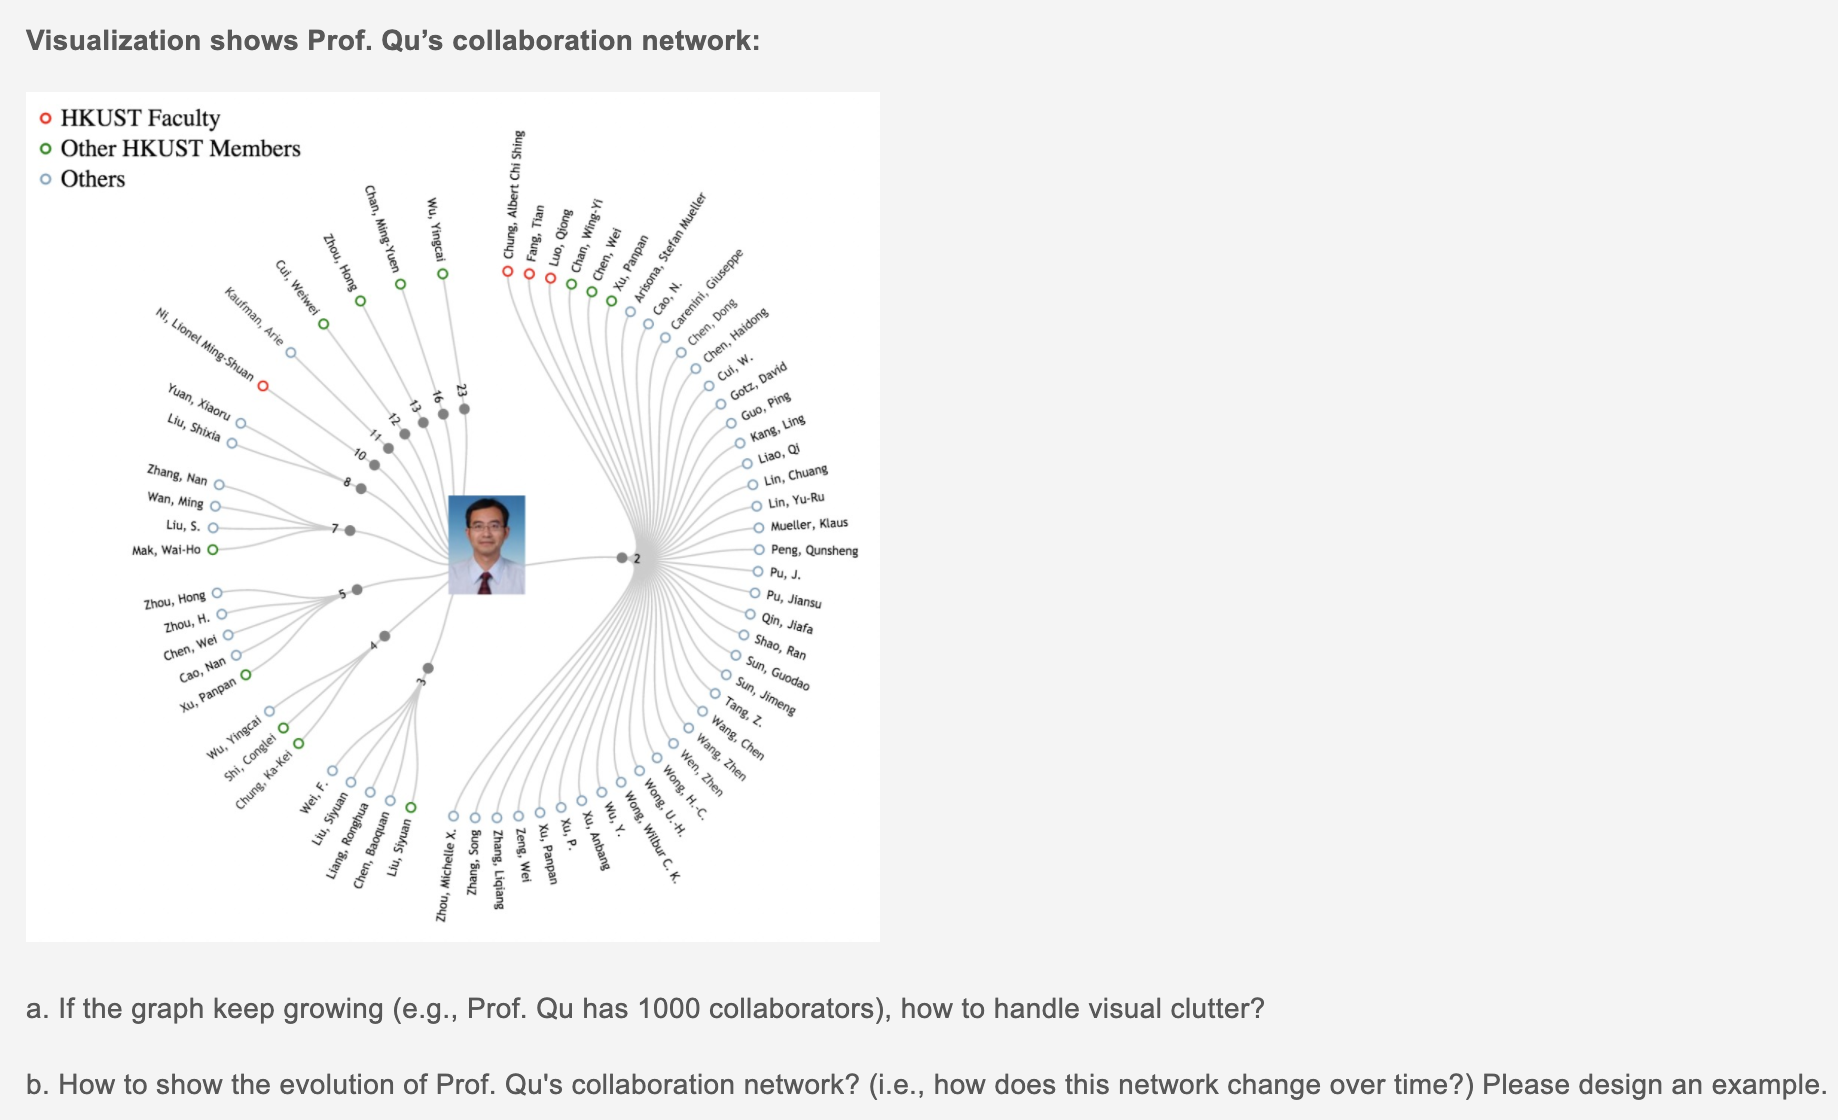 Visualization shows Prof. Qu’s collaboration network:
HKUST Faculty
Other HKUST Members
Others
Chung, Albert Chi Shing
Fang, Tian
Luo, Qiong
Chan, Wing-Yi
Chen, Wei
Xu, Panpan
Arisona, Stefan Mueller
Cao, N.
Carenini, Giuseppe
Chen, Dong
Chen, Haidong
Cui, W.
Gotz, David
Guo, Ping
Kang, Ling
Liao, Qi
Lin, Chuang
Lin, Yu-Ru
Mueller, Klaus
Peng, Qunsheng
Pu, J.
Pu, Jiansu
Qin, Jiafa
Shao, Ran
Sun, Guodao
Sun, Jimeng
Tang, Z.
Wang, Chen
Wang, Zhen
Wen, Zhen
Wong, H.-C.
Wong, U.-H.
Wong, Wilbur C. K.
Wu, Y.
Xu, Anbang
Xu, P.
Xu, Panpan
Zeng, Wei
Zhang, Liqiang
Zhang, Song
Zhou, Michelle X.
2
Liu, Siyuan
Chen, Baoquan
Liang, Ronghua
Liu, Siyuan
Wei, F.
3
Chung, Ka-Kei
Shi, Conglei
Wu, Yingcai
4
Xu, Panpan
Cao, Nan
Chen, Wei
Zhou, H.
Zhou, Hong
5
Mak, Wai-Ho
Liu, S.
Wan, Ming
Zhang, Nan
7
Liu, Shixia
Yuan, Xiaoru
8
Ni, Lionel Ming-Shuan
10
Kaufman, Arie
11
Cui, Weiwei
12
Zhou, Hong
13
Chan, Ming-Yuen
16
Wu, Yingcai
23
a. If the graph keep growing (e.g., Prof. Qu has 1000 collaborators), how to handle visual clutter?
b. How to show the evolution of Prof. Qu's collaboration network? (i.e., how does this network change over time?) Please design an example.